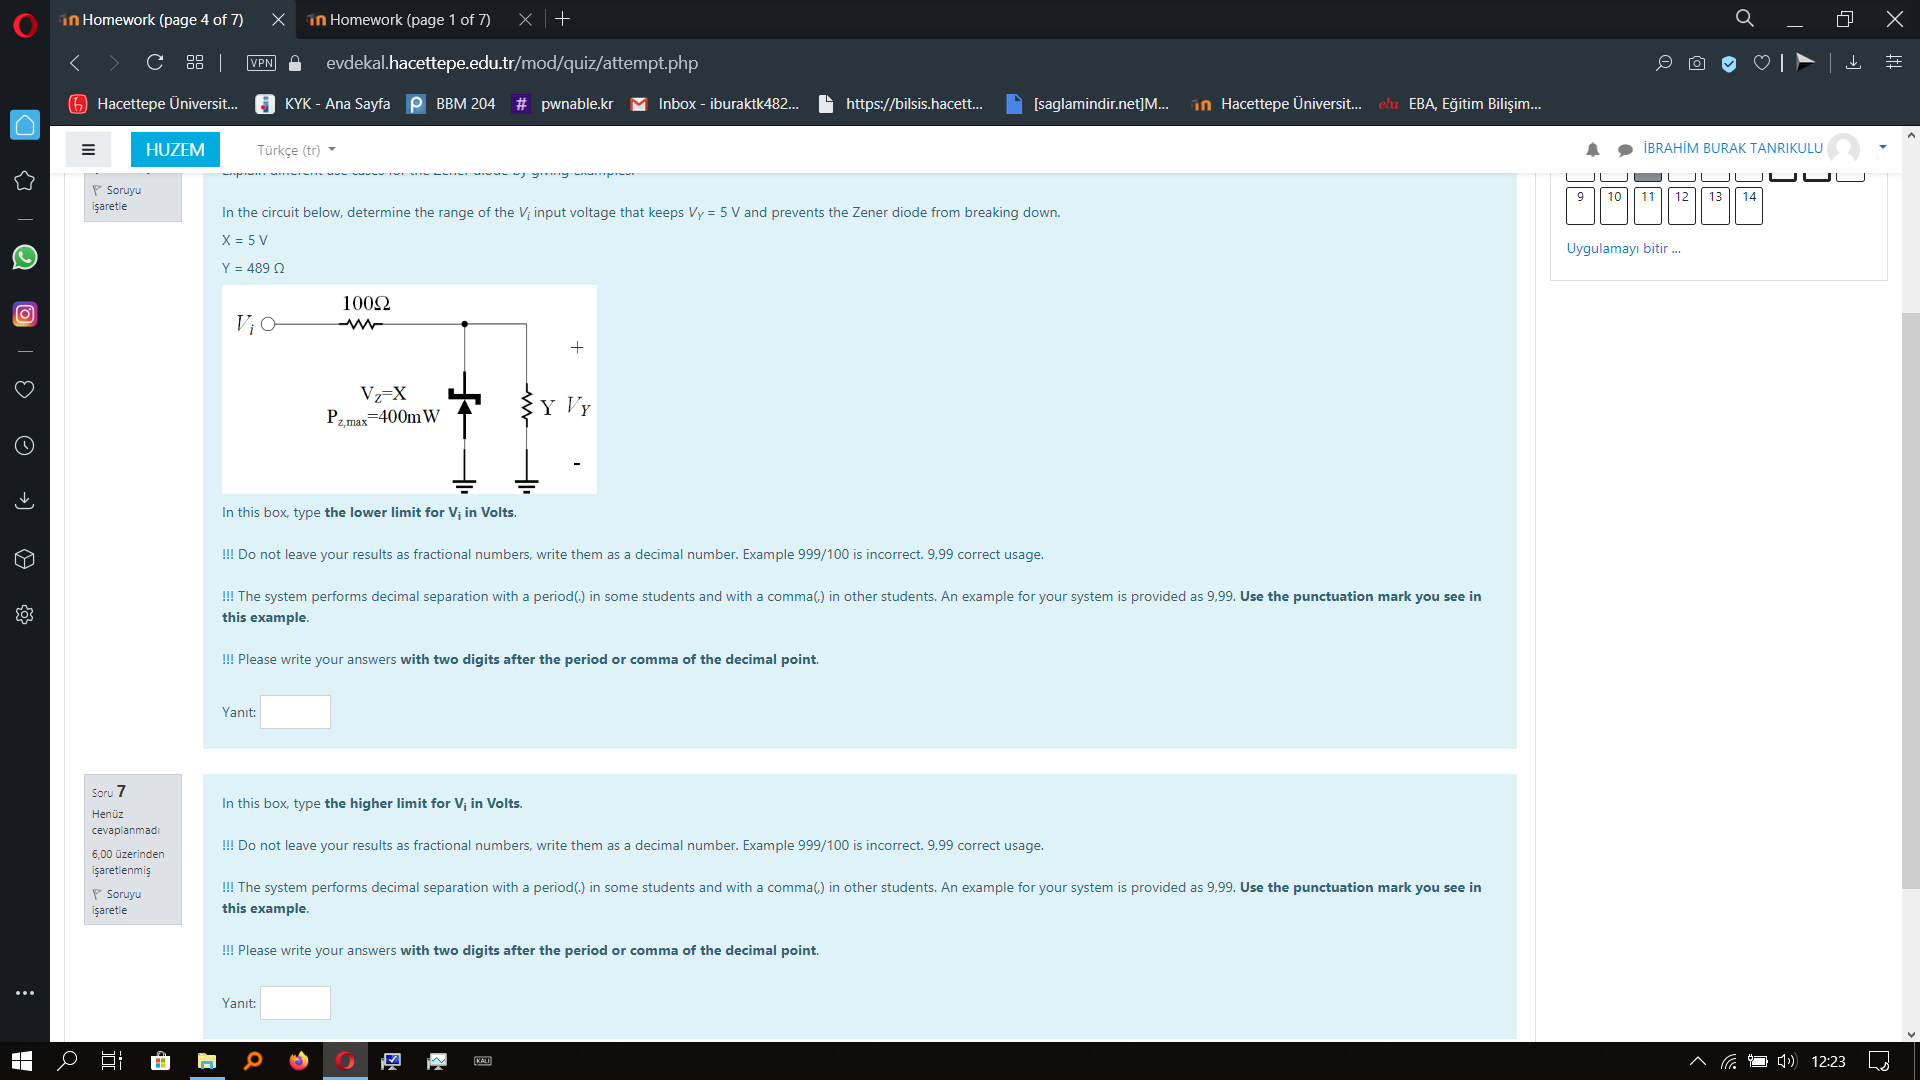 Homework (page 4 of 7)
Homework (page 1 of 7)
VPN
evdekal.hacettepe.edu.tr/mod/quiz/attempt.php
Hacettepe Üniversit...
KYK - Ana Sayfa
BBM 204
pwnable.kr
Inbox - iburaktk482...
https://bilsis.hacett...
[saglamindir.net]M...
Hacettepe Üniversit...
EBA, Eğitim Bilişim...
HUZEM
Türkçe (tr)
İBRAHİM BURAK TANRIKULU
Soruyu
işaretle
Explain different use cases for the Zener diode by giving examples.
In the circuit below, determine the range of the Vi input voltage that keeps VY = 5 V and prevents the Zener diode from breaking down.
X = 5 V
Y = 489 Ω
100Ω
Vi
+
VZ=X
Pz,max=400mW
Y VY
-
In this box, type the lower limit for Vi in Volts.
!!! Do not leave your results as fractional numbers, write them as a decimal number. Example 999/100 is incorrect. 9,99 correct usage.
!!! The system performs decimal separation with a period(.) in some students and with a comma(,) in other students. An example for your system is provided as 9,99. Use the punctuation mark you see in
this example.
!!! Please write your answers with two digits after the period or comma of the decimal point.
Yanıt:
Soru 7
Henüz
cevaplanmadı
6,00 üzerinden
işaretlenmiş
Soruyu
işaretle
In this box, type the higher limit for Vi in Volts.
!!! Do not leave your results as fractional numbers, write them as a decimal number. Example 999/100 is incorrect. 9,99 correct usage.
!!! The system performs decimal separation with a period(.) in some students and with a comma(,) in other students. An example for your system is provided as 9,99. Use the punctuation mark you see in
this example.
!!! Please write your answers with two digits after the period or comma of the decimal point.
Yanıt:
9 10 11 12 13 14
Uygulamayı bitir ...
KALI
12:23